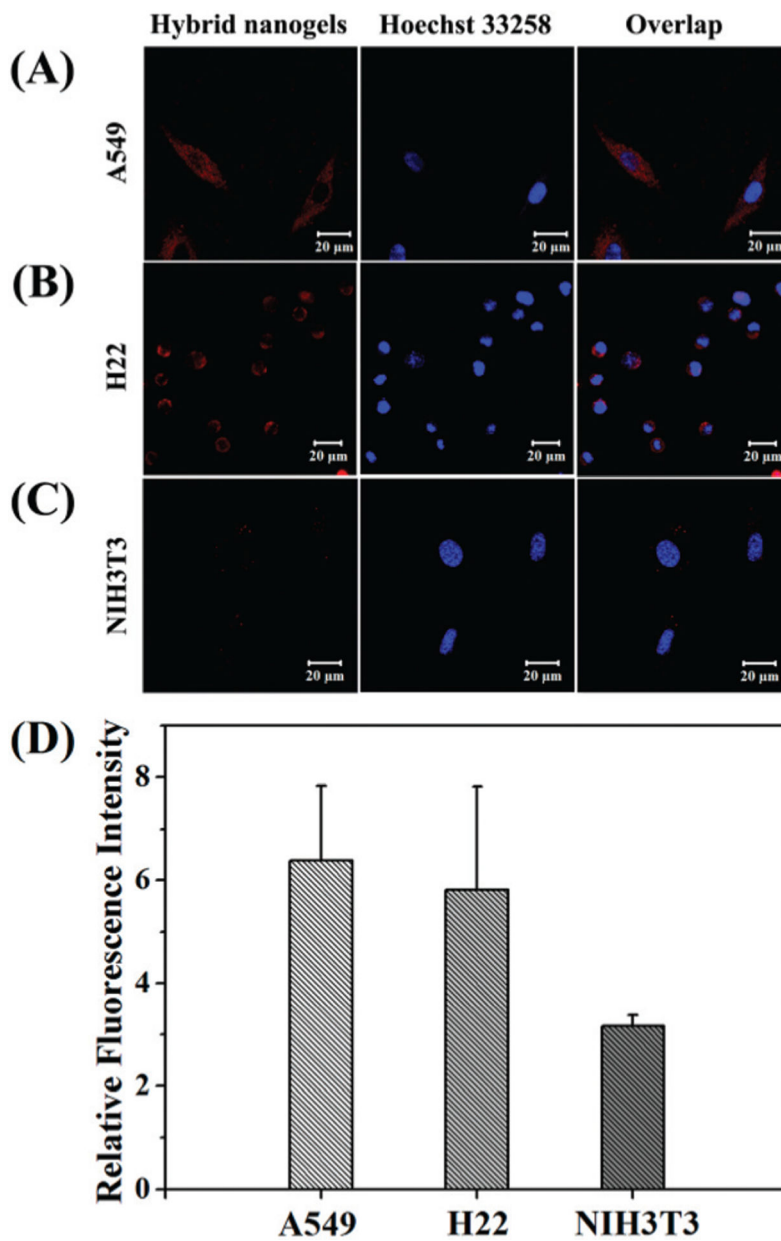 Hybrid nanogels Hoechst 33258 Overlap
(A)
A549
20 µm 20 µm 20 µm
(B)
H22
20 µm 20 µm 20 µm
(C)
NIH3T3
20 µm 20 µm 20 µm
(D)
Relative Fluorescence Intensity
8
6
4
2
0
A549 H22 NIH3T3